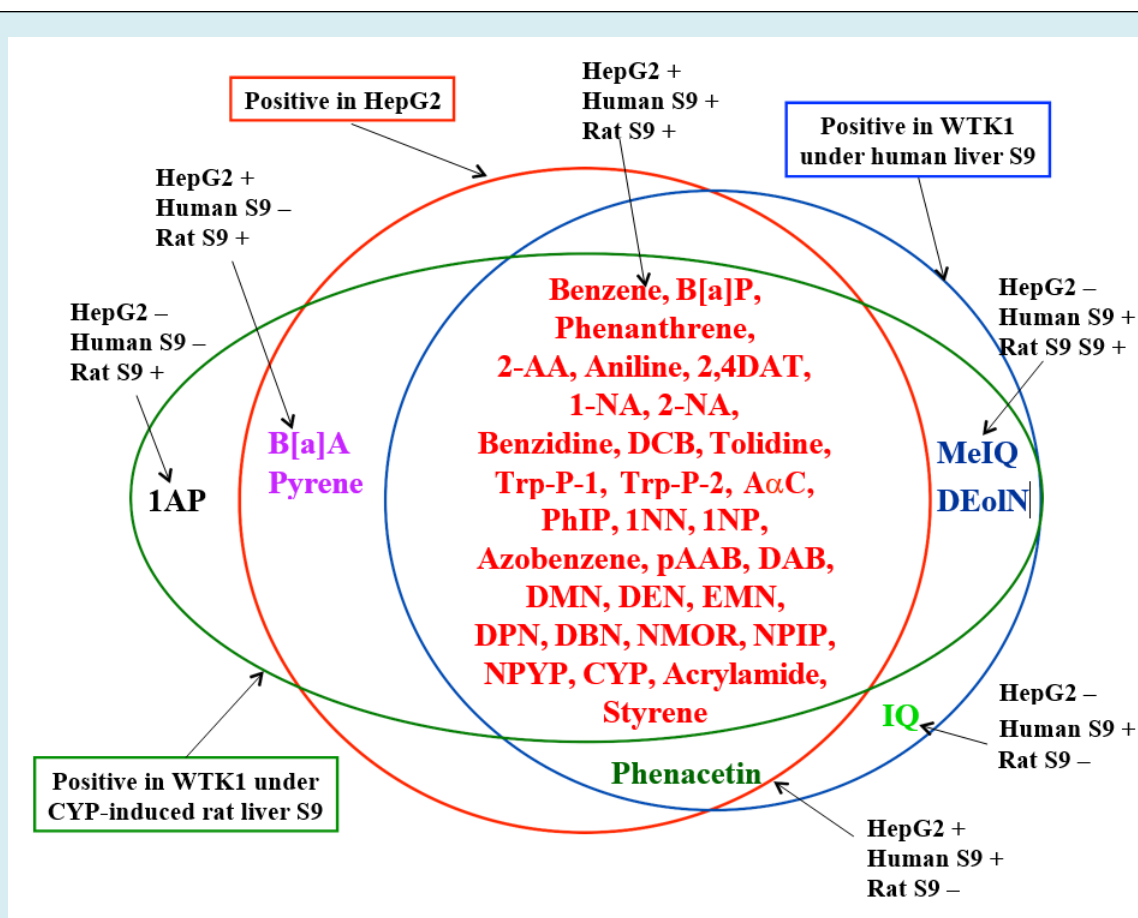 HepG2 +
Human S9 +
Rat S9 +
Positive in HepG2
Positive in WTK1
under human liver S9
HepG2 +
Human S9 –
Rat S9 +
HepG2 –
Human S9 –
Rat S9 +
HepG2 –
Human S9 +
Rat S9 S9 +
Benzene, B[a]P,
Phenanthrene,
2-AA, Aniline, 2,4DAT,
1-NA, 2-NA,
Benzidine, DCB, Tolidine,
Trp-P-1, Trp-P-2, AαC,
PhIP, 1NN, 1NP,
Azobenzene, pAAB, DAB,
DMN, DEN, EMN,
DPN, DBN, NMOR, NPIP,
NPYP, CYP, Acrylamide,
Styrene
B[a]A
Pyrene
1AP
MeIQ
DEolN
IQ
HepG2 –
Human S9 +
Rat S9 –
Phenacetin
Positive in WTK1 under
CYP-induced rat liver S9
HepG2 +
Human S9 +
Rat S9 –